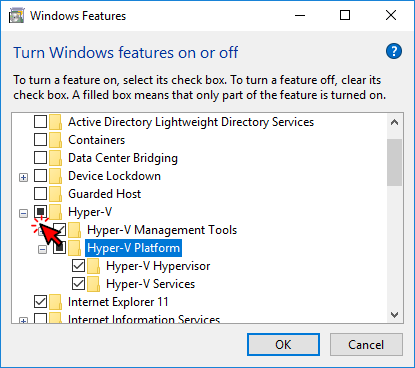 Windows Features
Turn Windows features on or off
?
To turn a feature on, select its check box. To turn a feature off, clear its
check box. A filled box means that only part of the feature is turned on.
Active Directory Lightweight Directory Services
Containers
Data Center Bridging
Device Lockdown
Guarded Host
Hyper-V
Hyper-V Management Tools
Hyper-V Platform
Hyper-V Hypervisor
Hyper-V Services
Internet Explorer 11
Internet Information Services
OK
Cancel